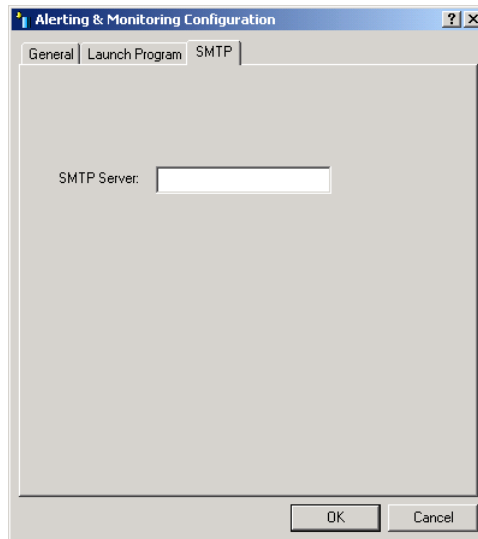 Alerting & Monitoring Configuration ? X
General Launch Program SMTP
SMTP Server:
OK Cancel